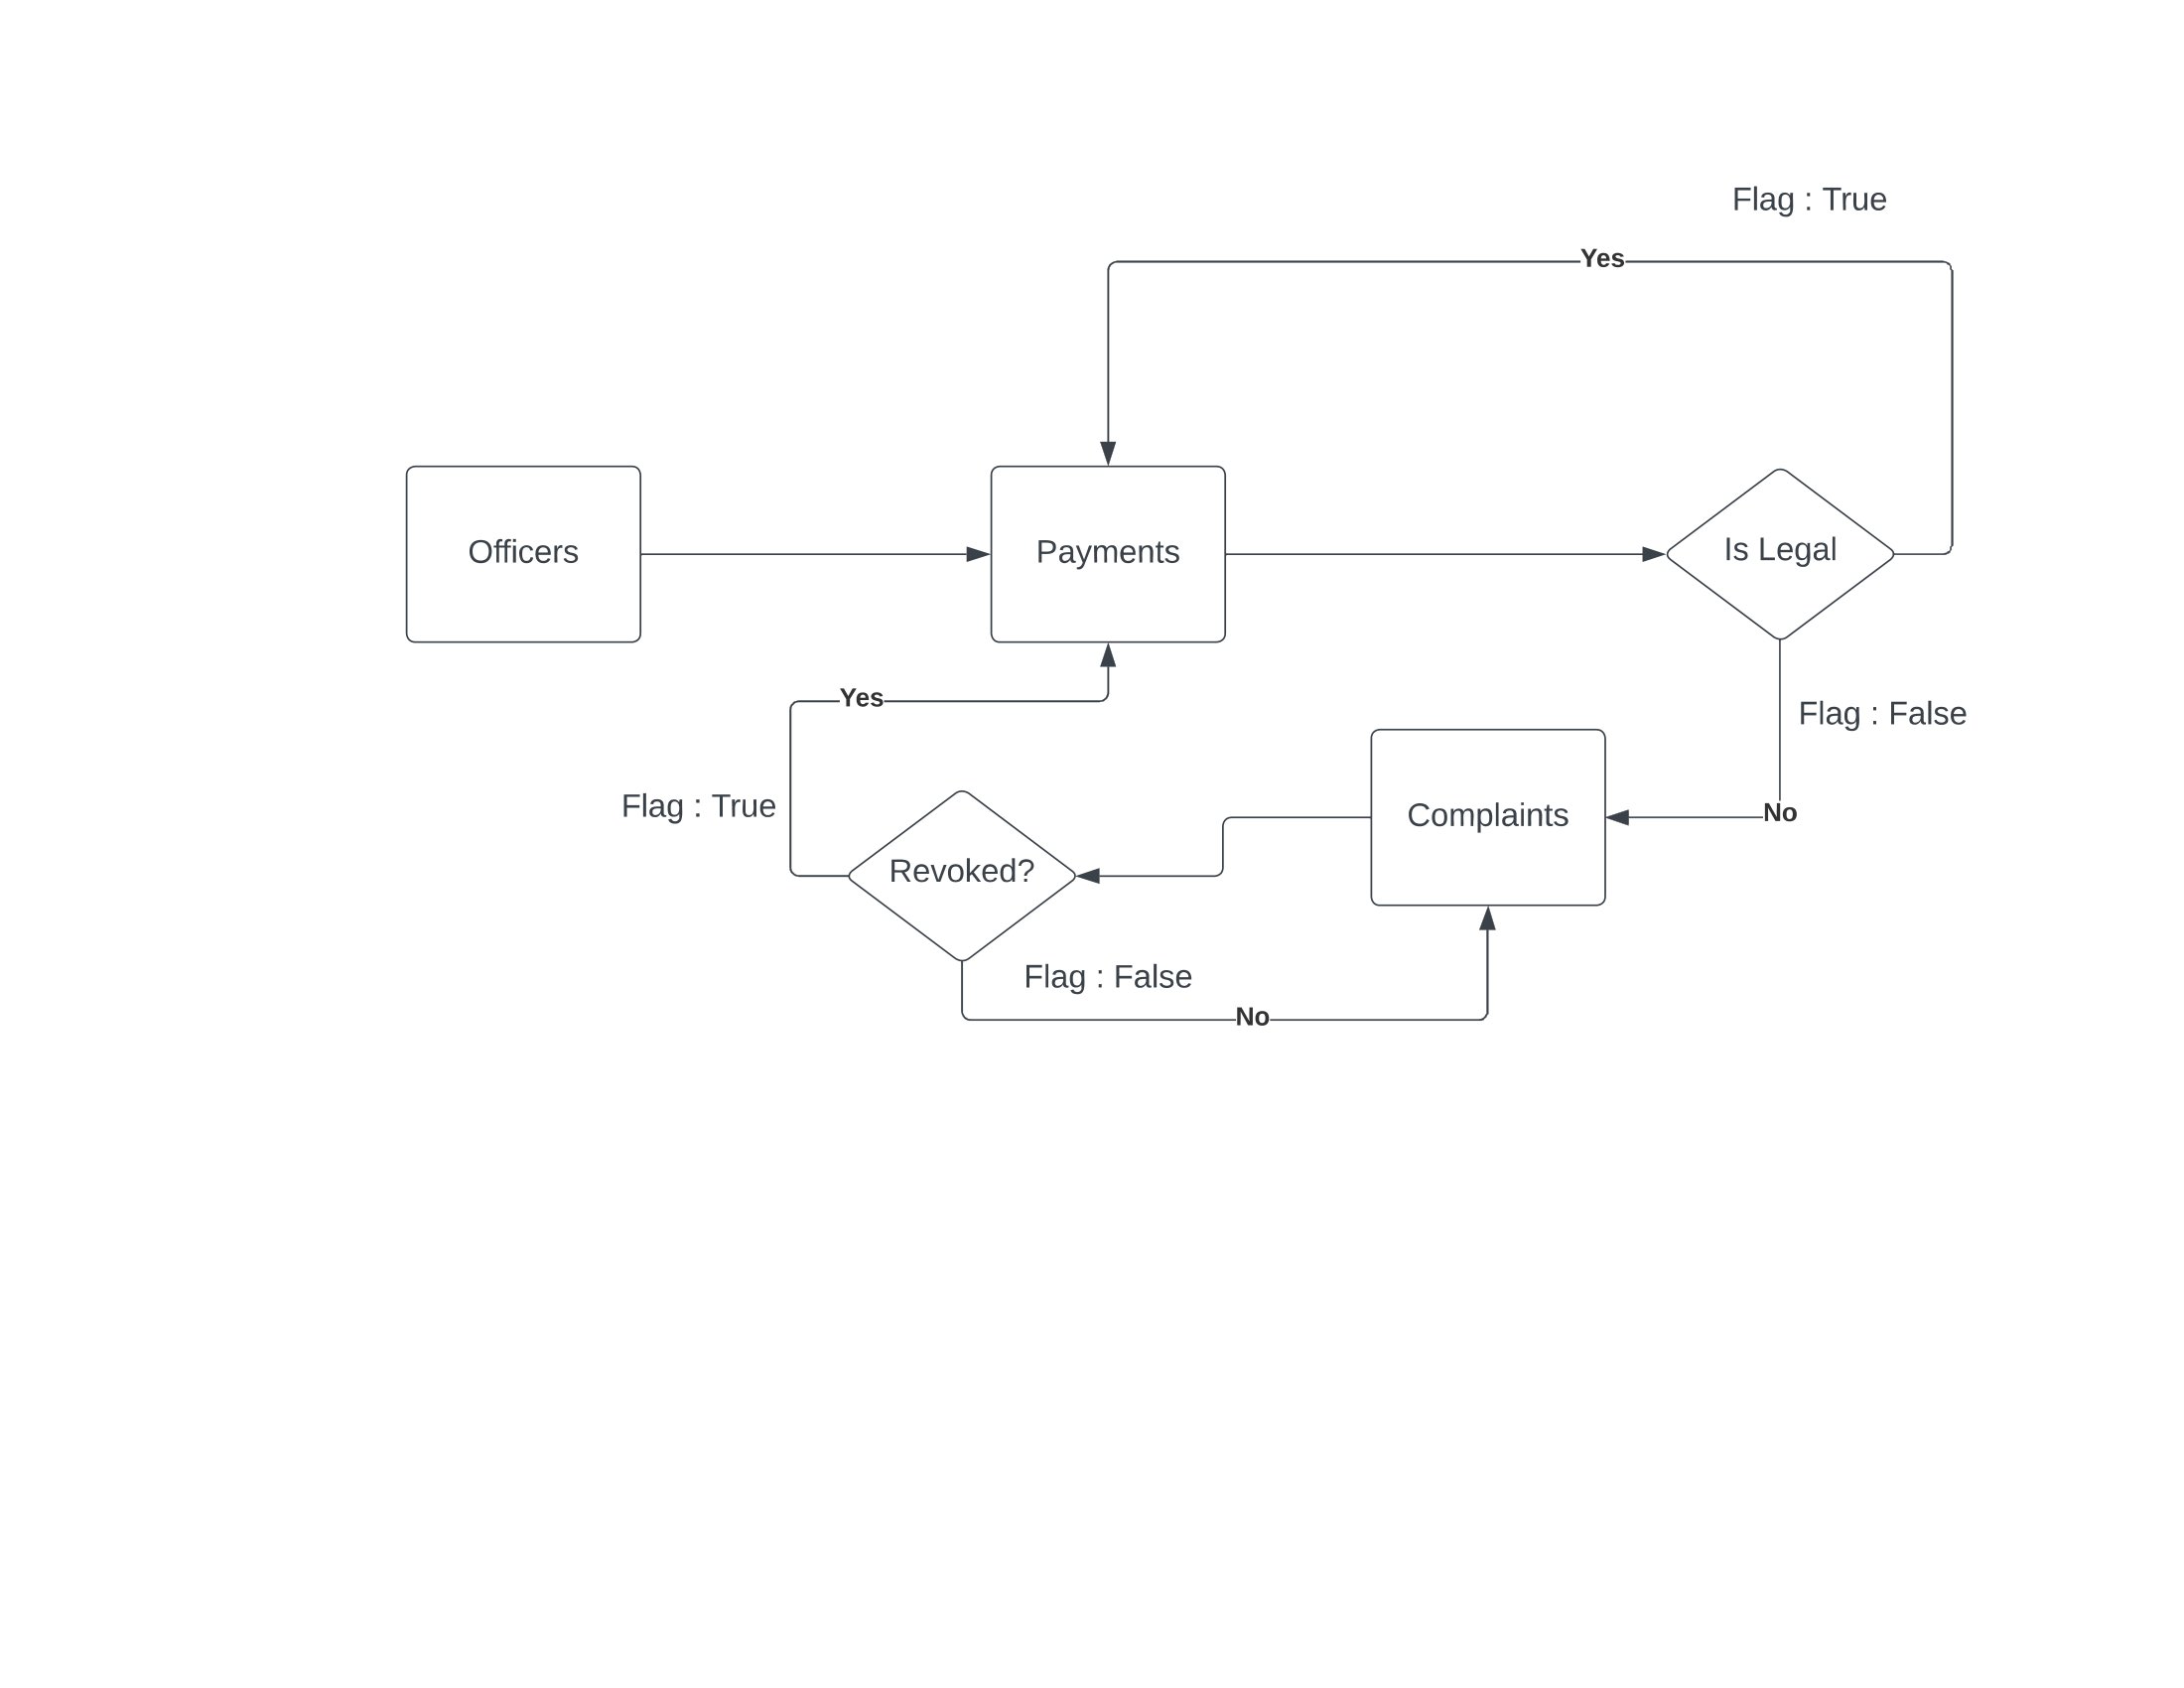 Flag : True
Yes
Officers
Payments
Is Legal
Yes
Flag : False
Flag : True
Complaints
No
Revoked?
Flag : False
No